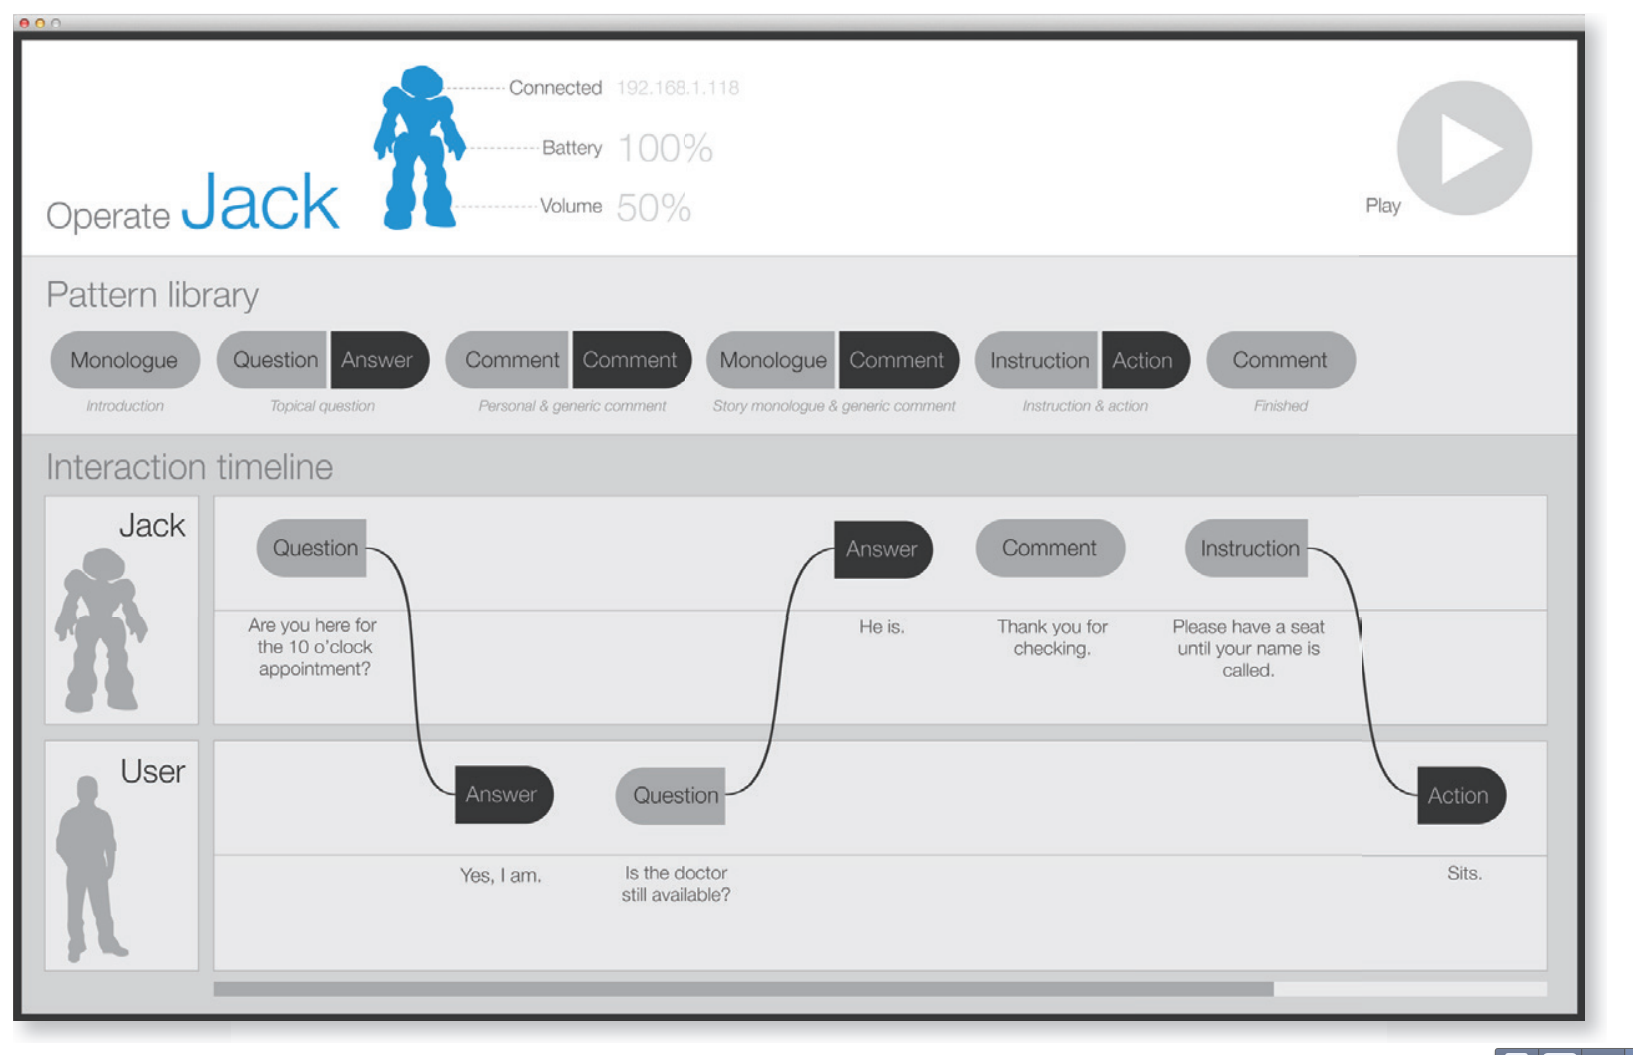 Connected 192.168.1.118
Battery 100%
Volume 50%
Operate Jack
Play
Pattern library
Monologue
Question Answer
Comment Comment
Monologue Comment
Instruction Action
Comment
Introduction
Topical question
Personal & generic comment
Story monologue & generic comment
Instruction & action
Finished
Interaction timeline
Jack
Question
Answer
Comment
Instruction
Are you here for
the 10 o'clock
appointment?
He is.
Thank you for
checking.
Please have a seat
until your name is
called.
User
Answer
Question
Action
Yes, I am.
Is the doctor
still available?
Sits.